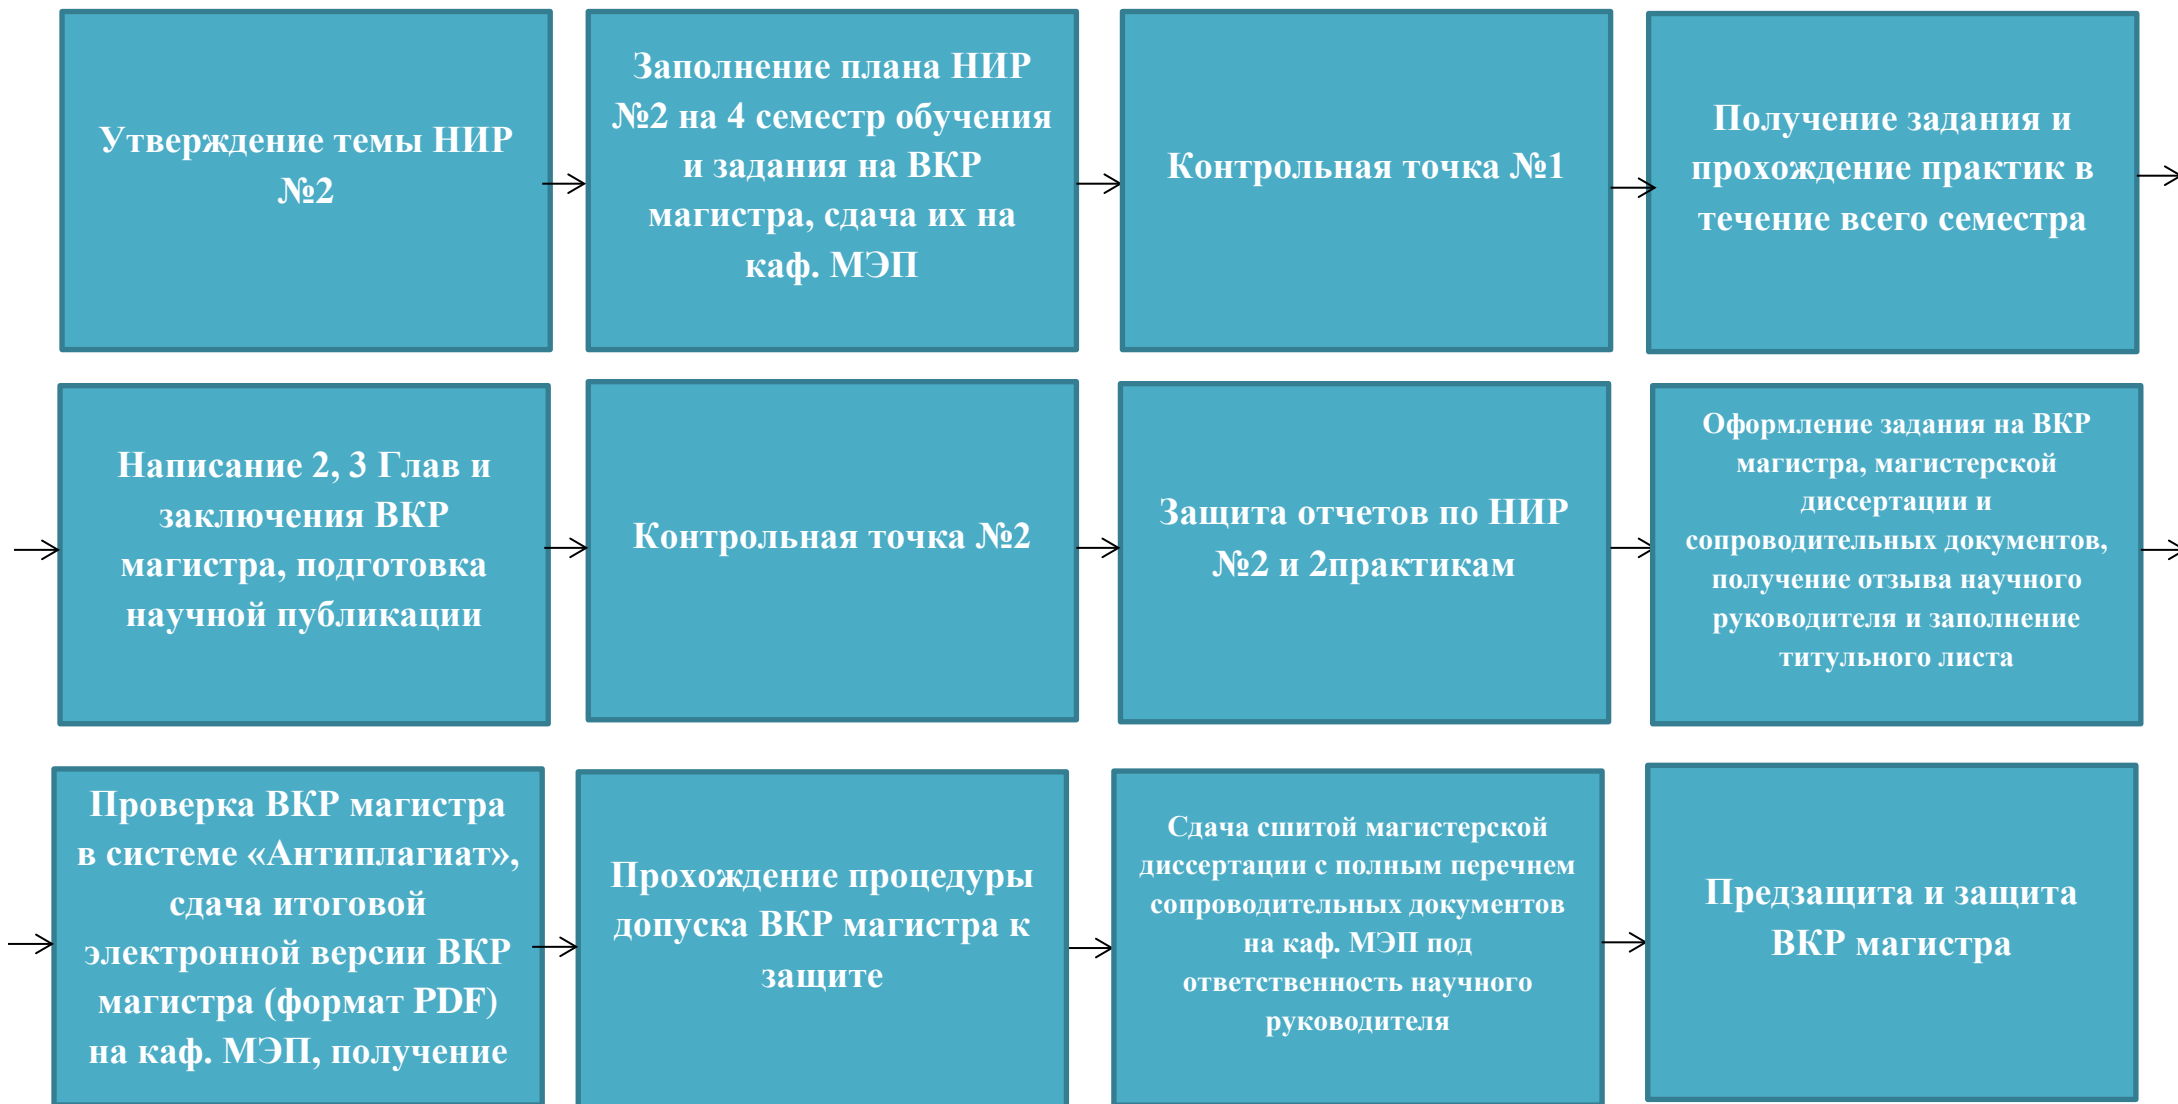 Утверждение темы НИР
№2
Заполнение плана НИР
№2 на 4 семестр обучения
и задания на ВКР
магистра, сдача их на
каф. МЭП
Контрольная точка №1
Получение задания и
прохождение практик в
течение всего семестра
Написание 2, 3 Глав и
заключения ВКР
магистра, подготовка
научной публикации
Контрольная точка №2
Защита отчетов по НИР
№2 и 2практикам
Оформление задания на ВКР
магистра, магистерской
диссертации и
сопроводительных документов,
получение отзыва научного
руководителя и заполнение
титульного листа
Проверка ВКР магистра
в системе «Антиплагиат»,
сдача итоговой
электронной версии ВКР
магистра (формат PDF)
на каф. МЭП, получение
Прохождение процедуры
допуска ВКР магистра к
защите
Сдача сшитой магистерской
диссертации с полным перечнем
сопроводительных документов
на каф. МЭП под
ответственность научного
руководителя
Предзащита и защита
ВКР магистра